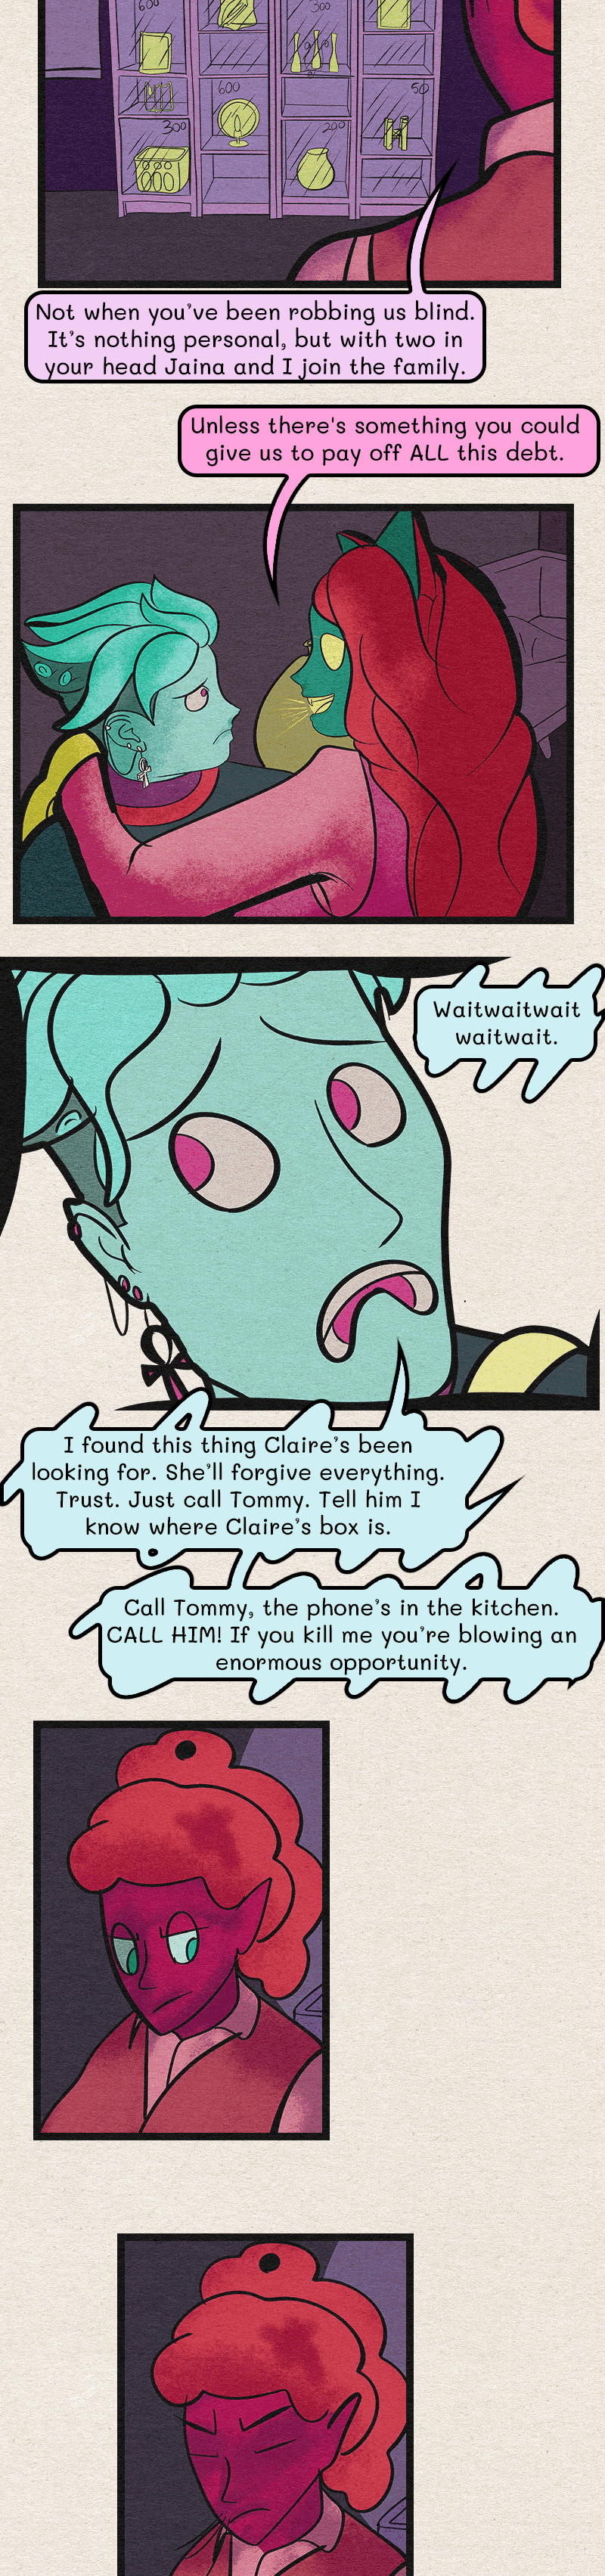 600
300
600
50
300
200
Not when you've been robbing us blind.
It's nothing personal, but with two in
your head Jaina and I join the family.
Unless there's something you could
give us to pay off ALL this debt.
Waitwaitwait
waitwait.
I found this thing Claire's been
looking for. She'll forgive everything.
Trust. Just call Tommy. Tell him I
know where Claire's box is.
Call Tommy, the phone's in the kitchen.
CALL HIM! If you kill me you're blowing an
enormous opportunity.